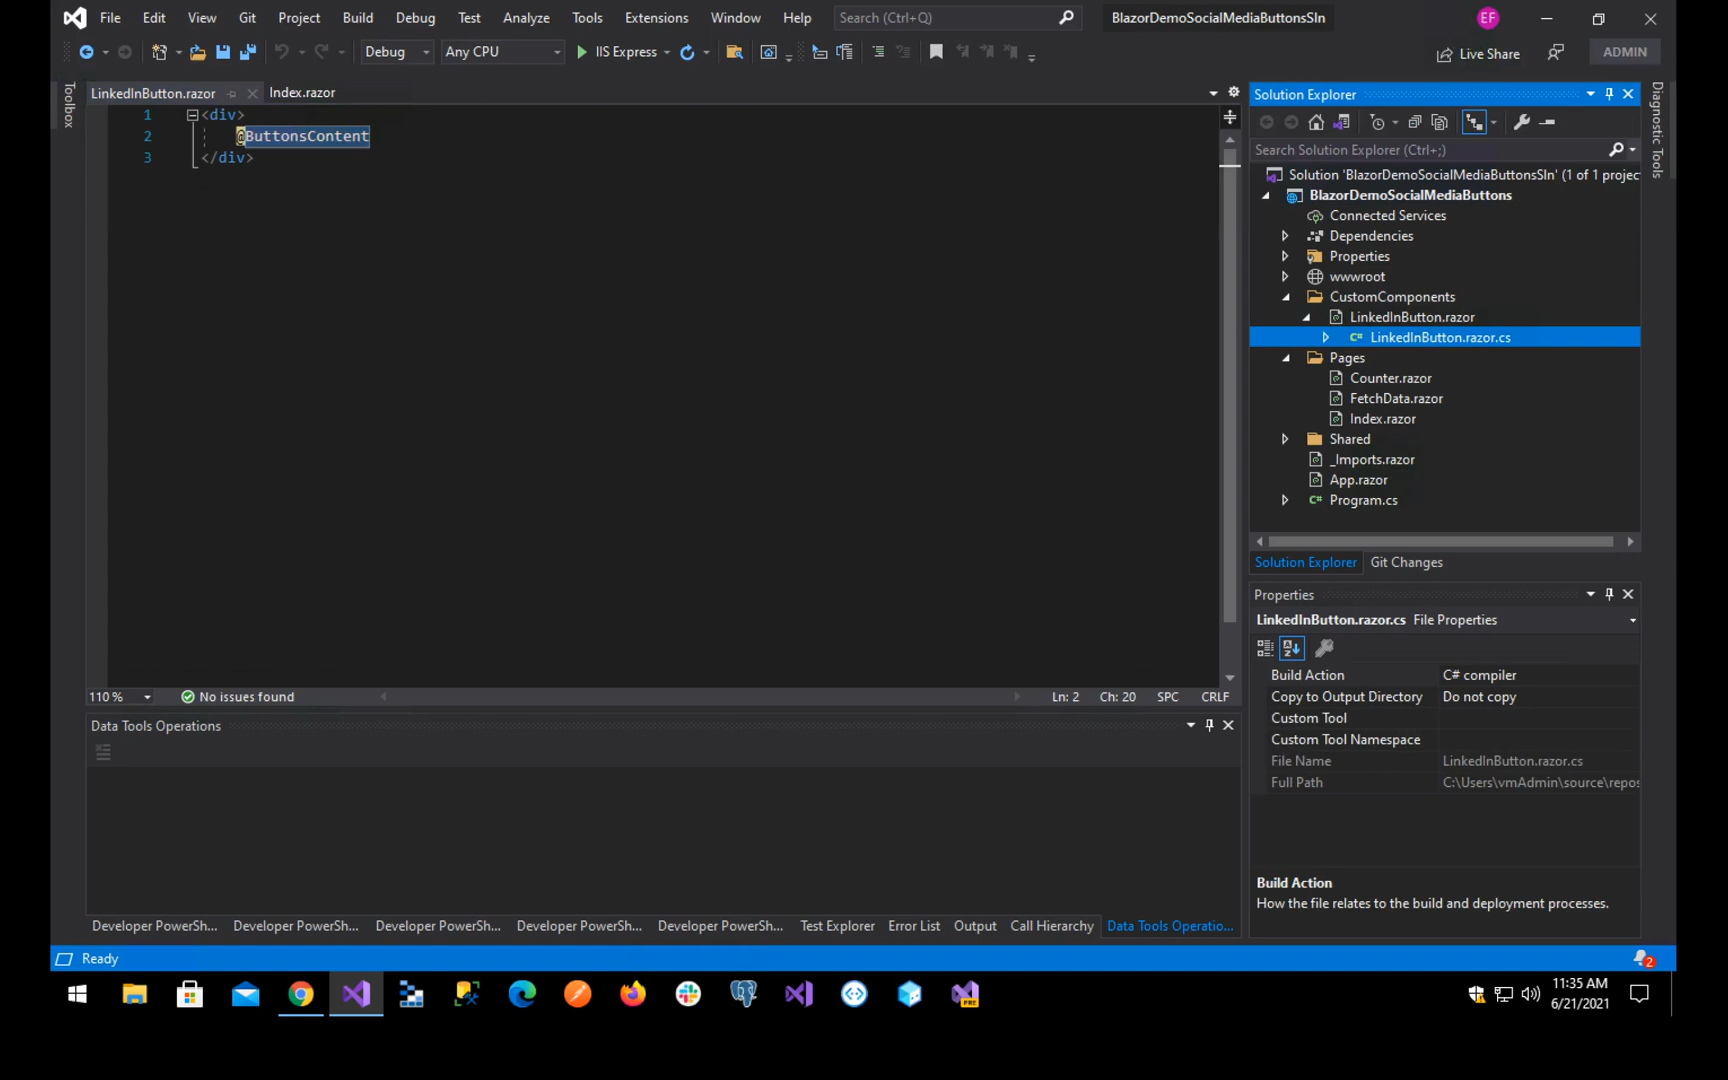 File Edit View Git Project Build Debug Test Analyze Tools Extensions Window Help Search (Ctrl+Q) BlazorDemoSocialMediaButtonsSln EF
Debug Any CPU IIS Express Live Share ADMIN
Toolbox
LinkedInButton.razor Index.razor
1 <div>
2 @ButtonsContent
3 </div>
110 % No issues found Ln: 2 Ch: 20 SPC CRLF
Data Tools Operations
Developer PowerSh... Developer PowerSh... Developer PowerSh... Developer PowerSh... Developer PowerSh... Test Explorer Error List Output Call Hierarchy Data Tools Operatio...
Solution Explorer
Search Solution Explorer (Ctrl+;)
Solution 'BlazorDemoSocialMediaButtonsSln' (1 of 1 projec
BlazorDemoSocialMediaButtons
Connected Services
Dependencies
Properties
wwwroot
CustomComponents
LinkedInButton.razor
C# LinkedInButton.razor.cs
Pages
Counter.razor
FetchData.razor
Index.razor
Shared
_Imports.razor
App.razor
C# Program.cs
Solution Explorer Git Changes
Diagnostic Tools
Properties
LinkedInButton.razor.cs File Properties
Build Action C# compiler
Copy to Output Directory Do not copy
Custom Tool
Custom Tool Namespace
File Name LinkedInButton.razor.cs
Full Path C:\Users\vmAdmin\source\repos
Build Action
How the file relates to the build and deployment processes.
Ready 2
PRE
11:35 AM
6/21/2021